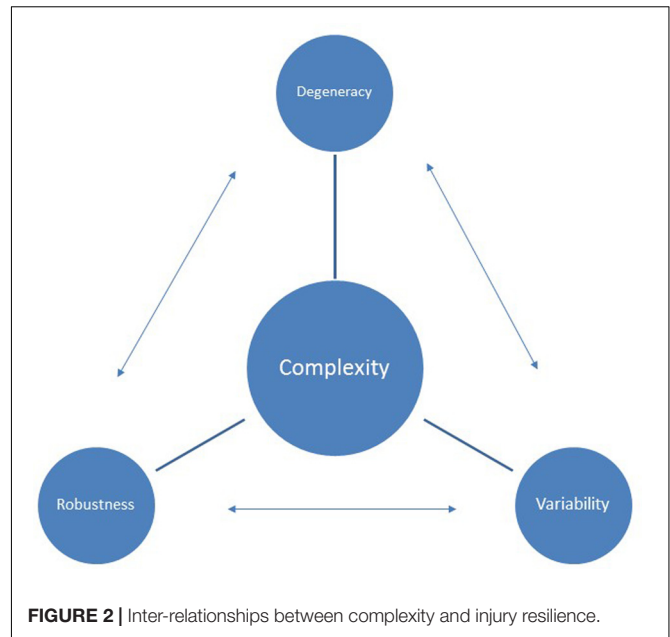 Degeneracy
Complexity
Robustness
Variability
FIGURE 2 | Inter-relationships between complexity and injury resilience.